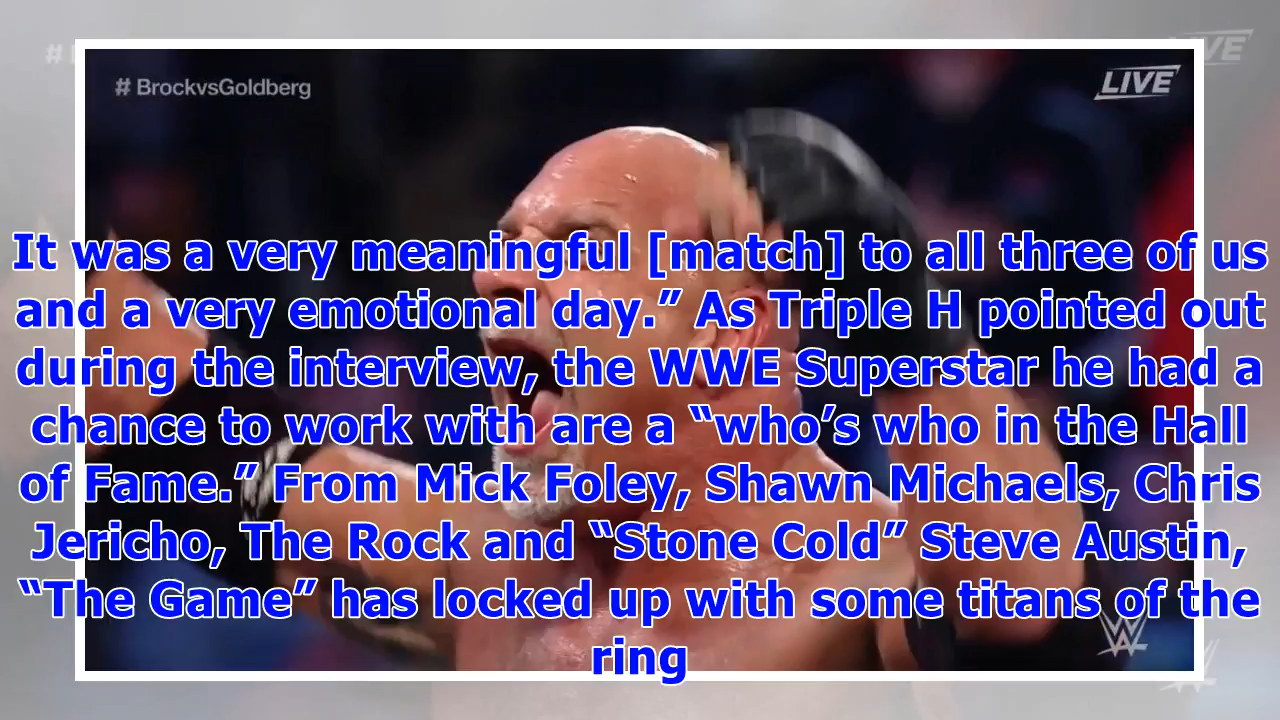 # BrockvsGoldberg
LIVE
It was a very meaningful [match] to all three of us
and a very emotional day.” As Triple H pointed out
during the interview, the WWE Superstar he had a
chance to work with are a “who’s who in the Hall
of Fame.” From Mick Foley, Shawn Michaels, Chris
Jericho, The Rock and “Stone Cold” Steve Austin,
“The Game” has locked up with some titans of the
ring